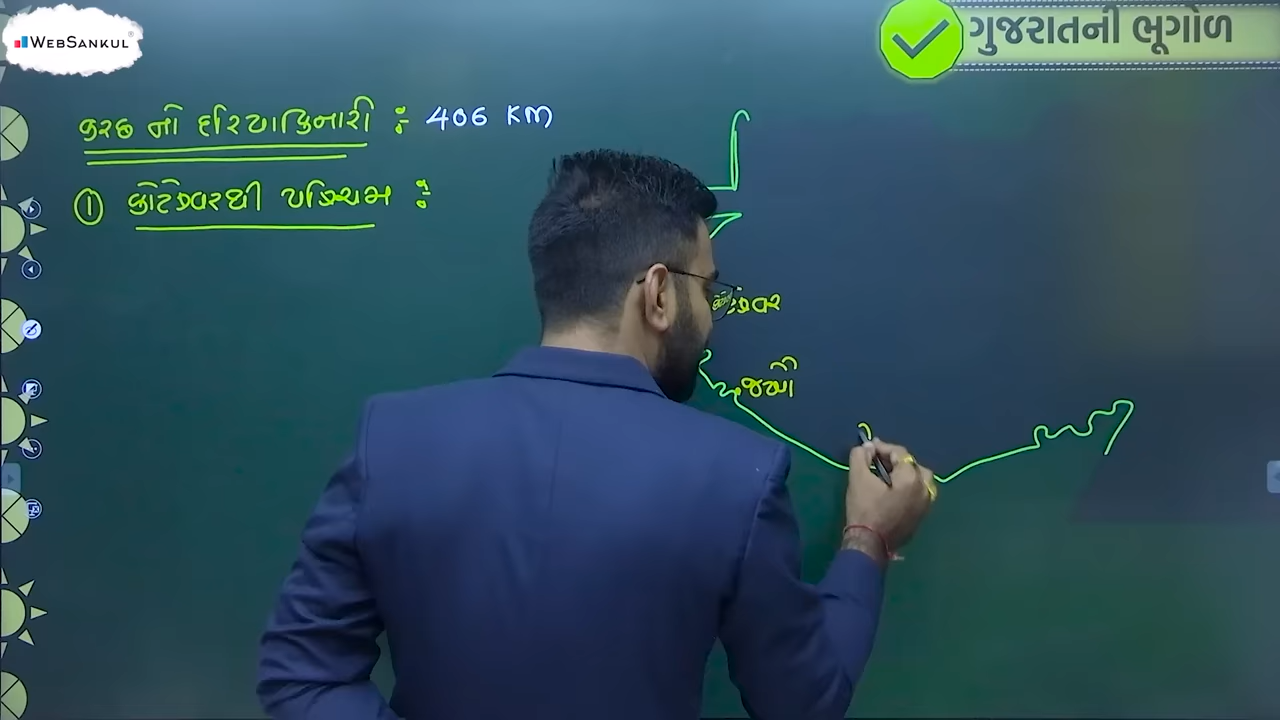 WEBSANKUL
ગુજરાતની ભૂગોળ
કચ્છ નો દરિયાકિનારો : 406 KM
① કોટેશ્વરથી પશ્ચિમ :
જખૌ